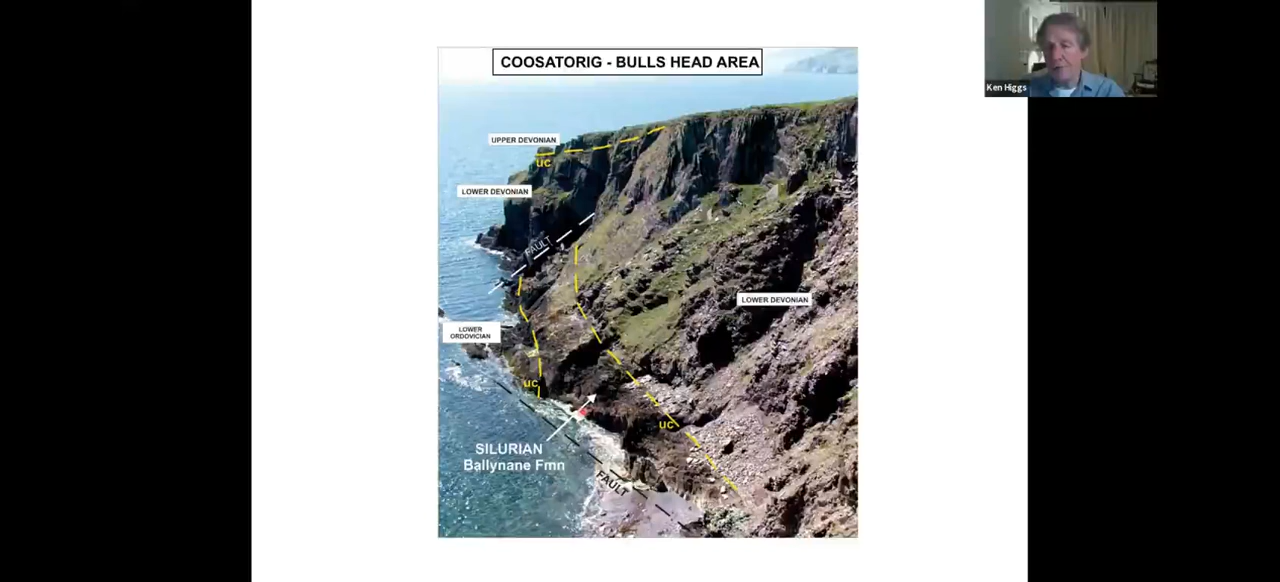 COOSATORIG - BULLS HEAD AREA
Ken Higgs
UPPER DEVONIAN
UC
LOWER DEVONIAN
FAULT
LOWER DEVONIAN
LOWER
ORDOVICIAN
UC
UC
SILURIAN
Ballynane Fmn
FAULT